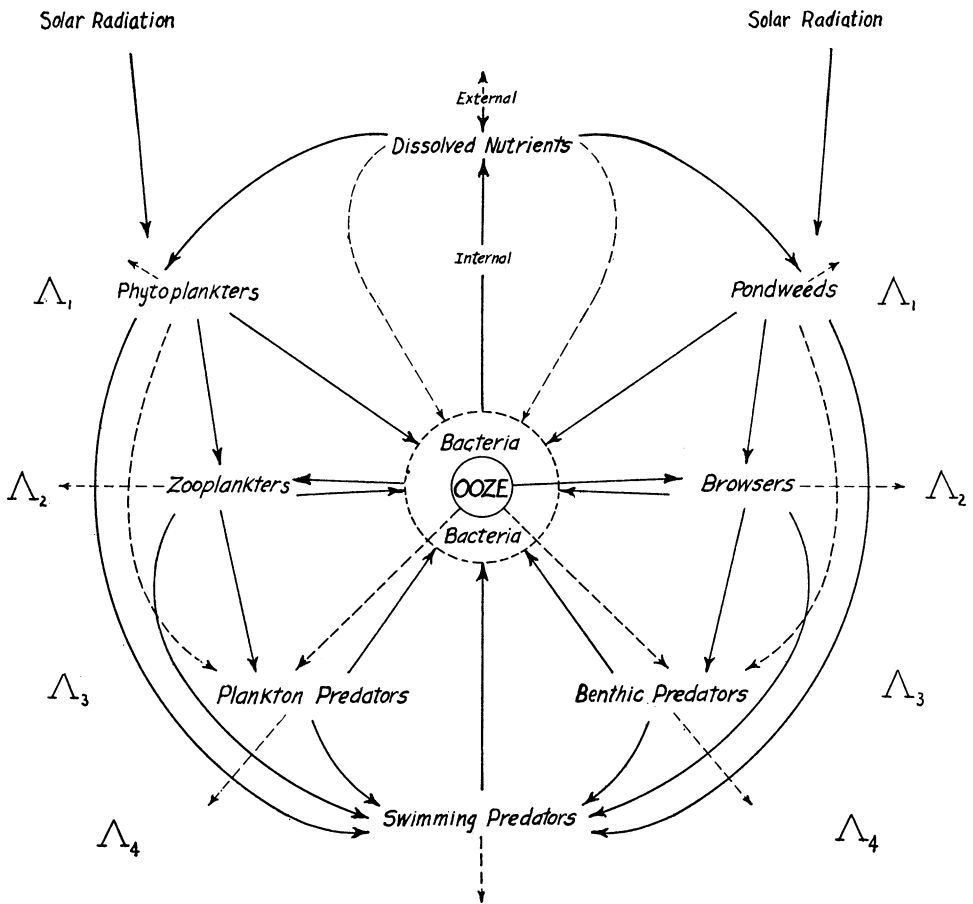 Solar Radiation
Solar Radiation
External
Dissolved Nutrients
Internal
Λ₁
Phytoplankters
Pondweeds
Λ₁
Bacteria
Λ₂
Zooplankters
OOZE
Browsers
Λ₂
Bacteria
Λ₃
Plankton Predators
Benthic Predators
Λ₃
Swimming Predators
Λ₄
Λ₄